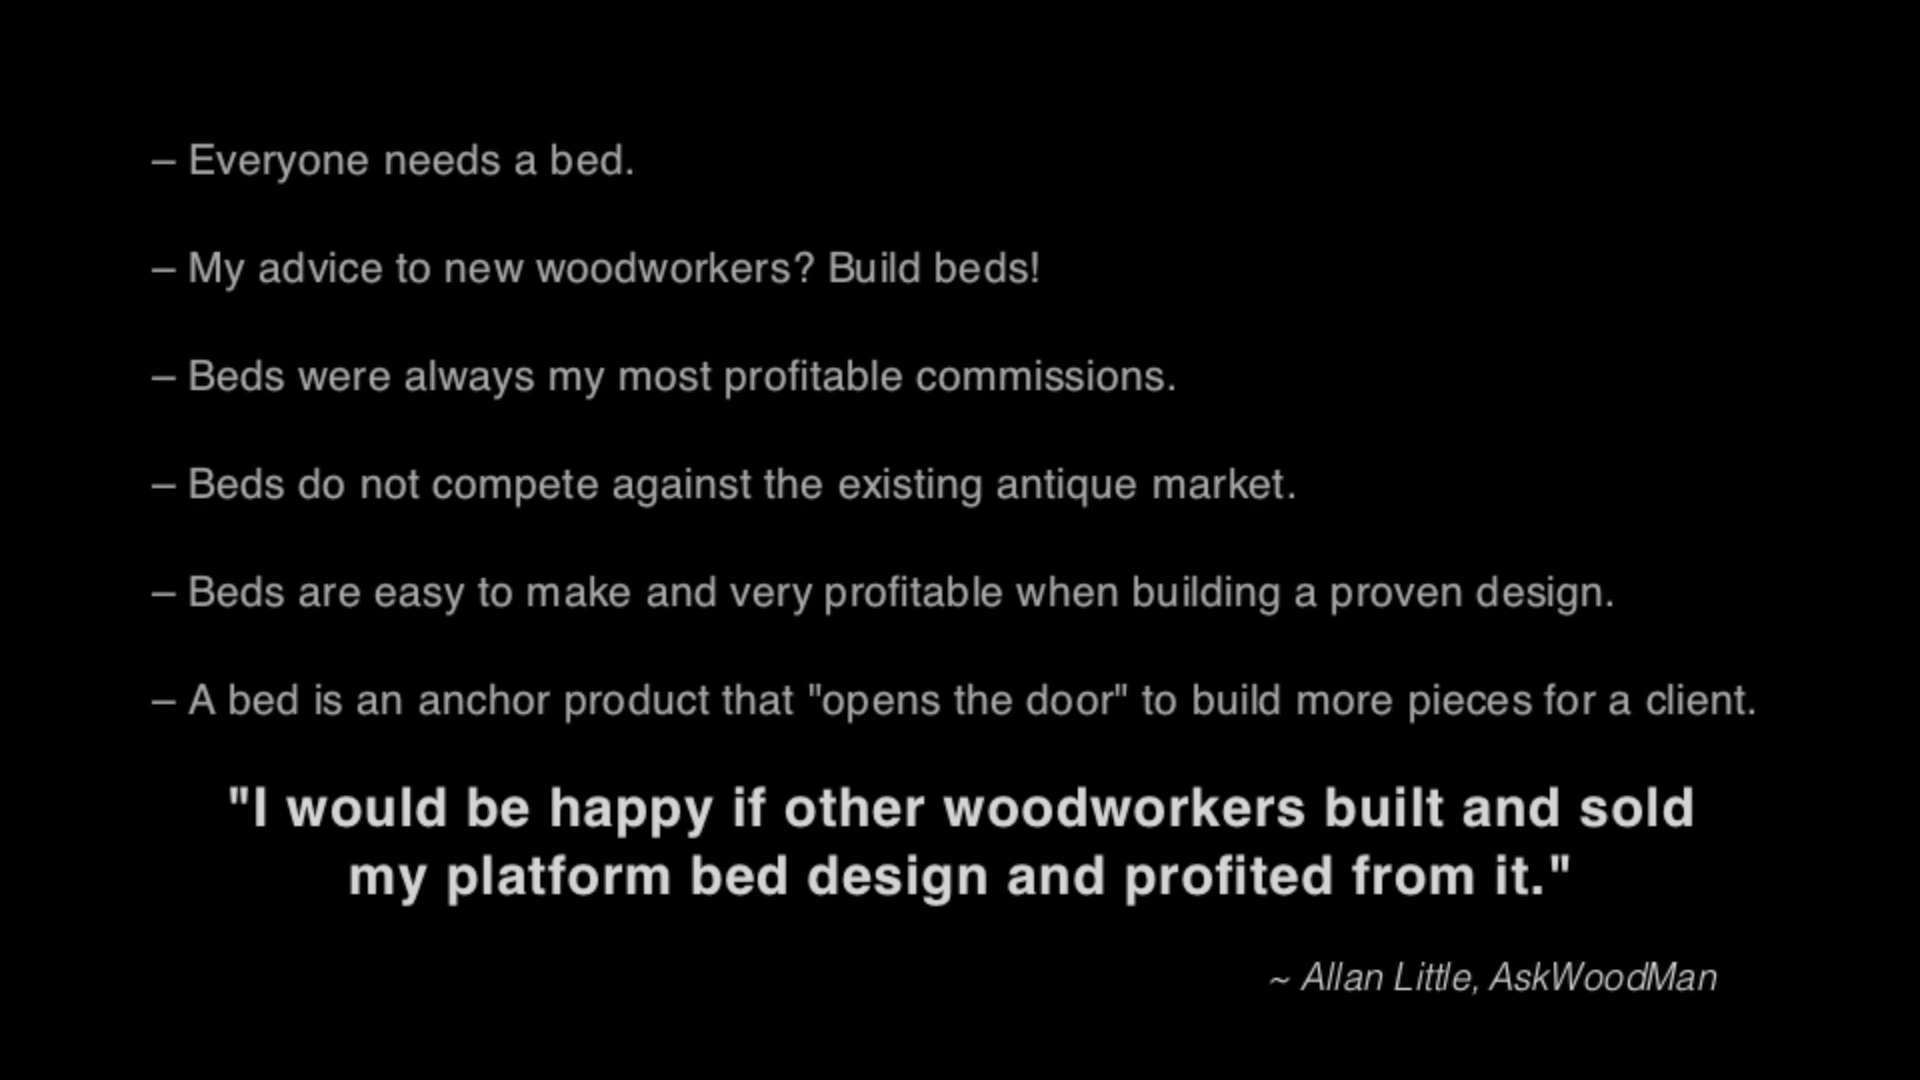 – Everyone needs a bed.
– My advice to new woodworkers? Build beds!
– Beds were always my most profitable commissions.
– Beds do not compete against the existing antique market.
– Beds are easy to make and very profitable when building a proven design.
– A bed is an anchor product that "opens the door" to build more pieces for a client.
"I would be happy if other woodworkers built and sold
my platform bed design and profited from it."
~ Allan Little, AskWoodMan